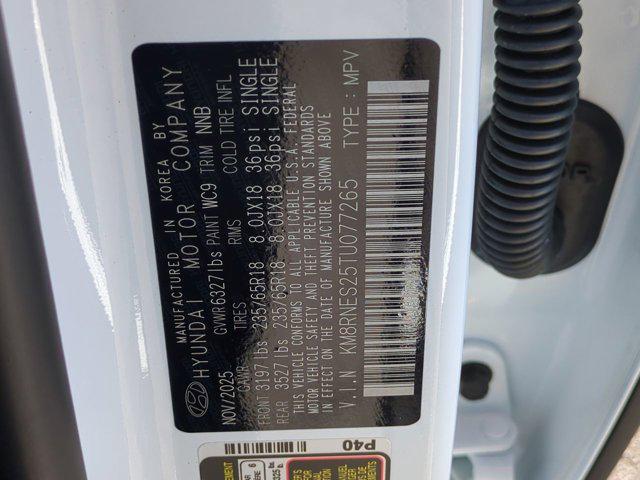 MANUFACTURED IN KOREA BY
HYUNDAI MOTOR COMPANY
NOV/2025 GVWR 6327 lbs PAINT WC9 TRIM NNB
GAWR TIRES RIMS COLD TIRE INFL
FRONT 3197 lbs 235/65R18 8.0JX18 36psi SINGLE
REAR 3527 lbs 235/65R18 8.0JX18 36psi SINGLE
THIS VEHICLE CONFORMS TO ALL APPLICABLE U.S.A. FEDERAL
MOTOR VEHICLE SAFETY AND THEFT PREVENTION STANDARDS
IN EFFECT ON THE DATE OF MANUFACTURE SHOWN ABOVE
V.I.N KM8RNES25TU077265 TYPE : MPV
P40